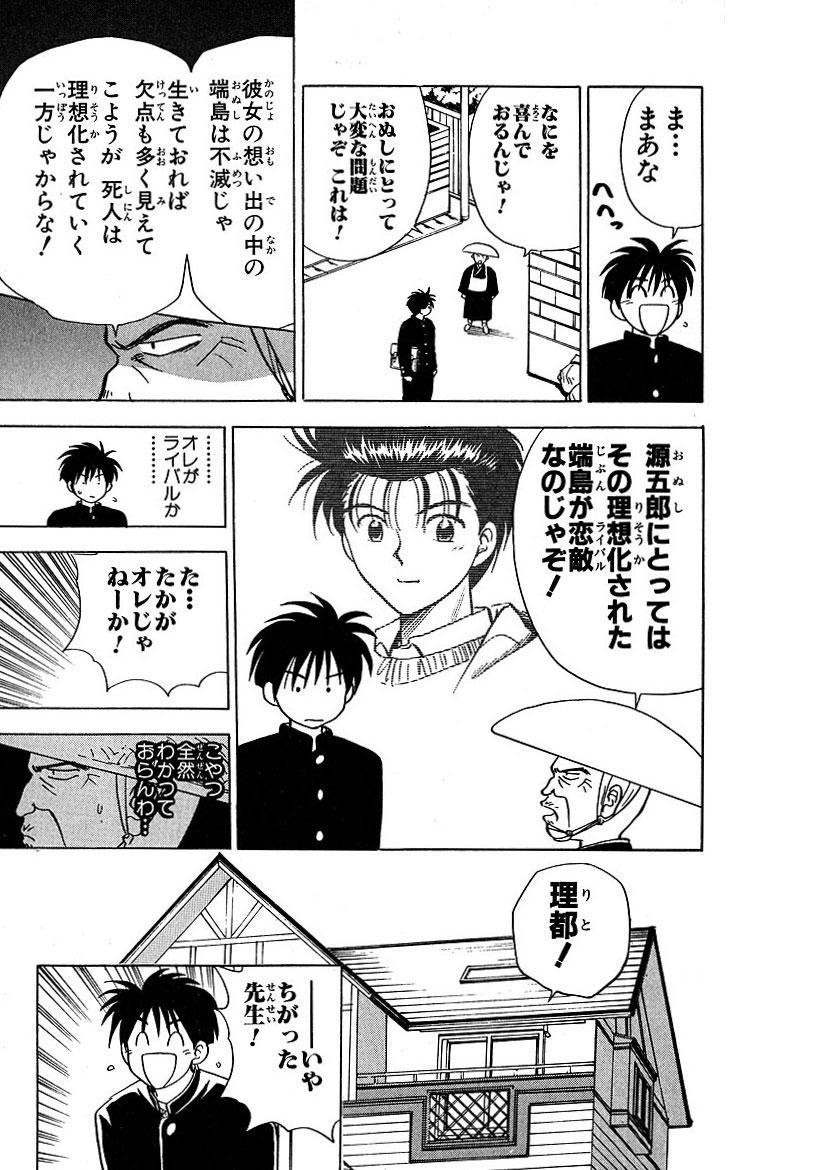 ま…
まあな
へへっ
なにを
喜んで
おるんじゃ！
おぬしにとって
大変な問題
じゃぞ これは！
彼女の想い出の中の
端島は不滅じゃ
生きておれば
欠点も多く見えて
こようが 死人は
理想化されていく
一方じゃからな！
源五郎にとっては
その理想化された
端島が恋敵
なのじゃぞ！
………
オレが
ライバルか
………
た…
たかが
オレじゃ
ねーか！
こやつ
全然
わかって
おらんわ…
理都！
──いや
ちがった
先生！